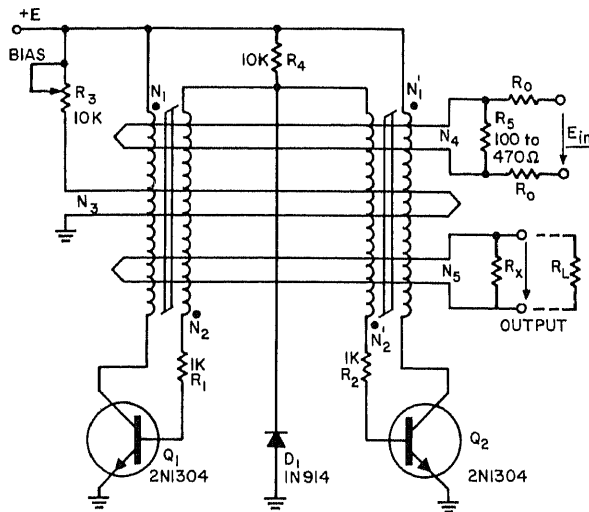 +E
BIAS
R3
10K
N1
10K R4
N1'
N4
R0
R5
100 to
470Ω
Ein
R0
N3
N5
RX
RL
OUTPUT
N2
N2'
1K
R1
1K
R2
Q1
2N1304
D1
1N914
Q2
2N1304